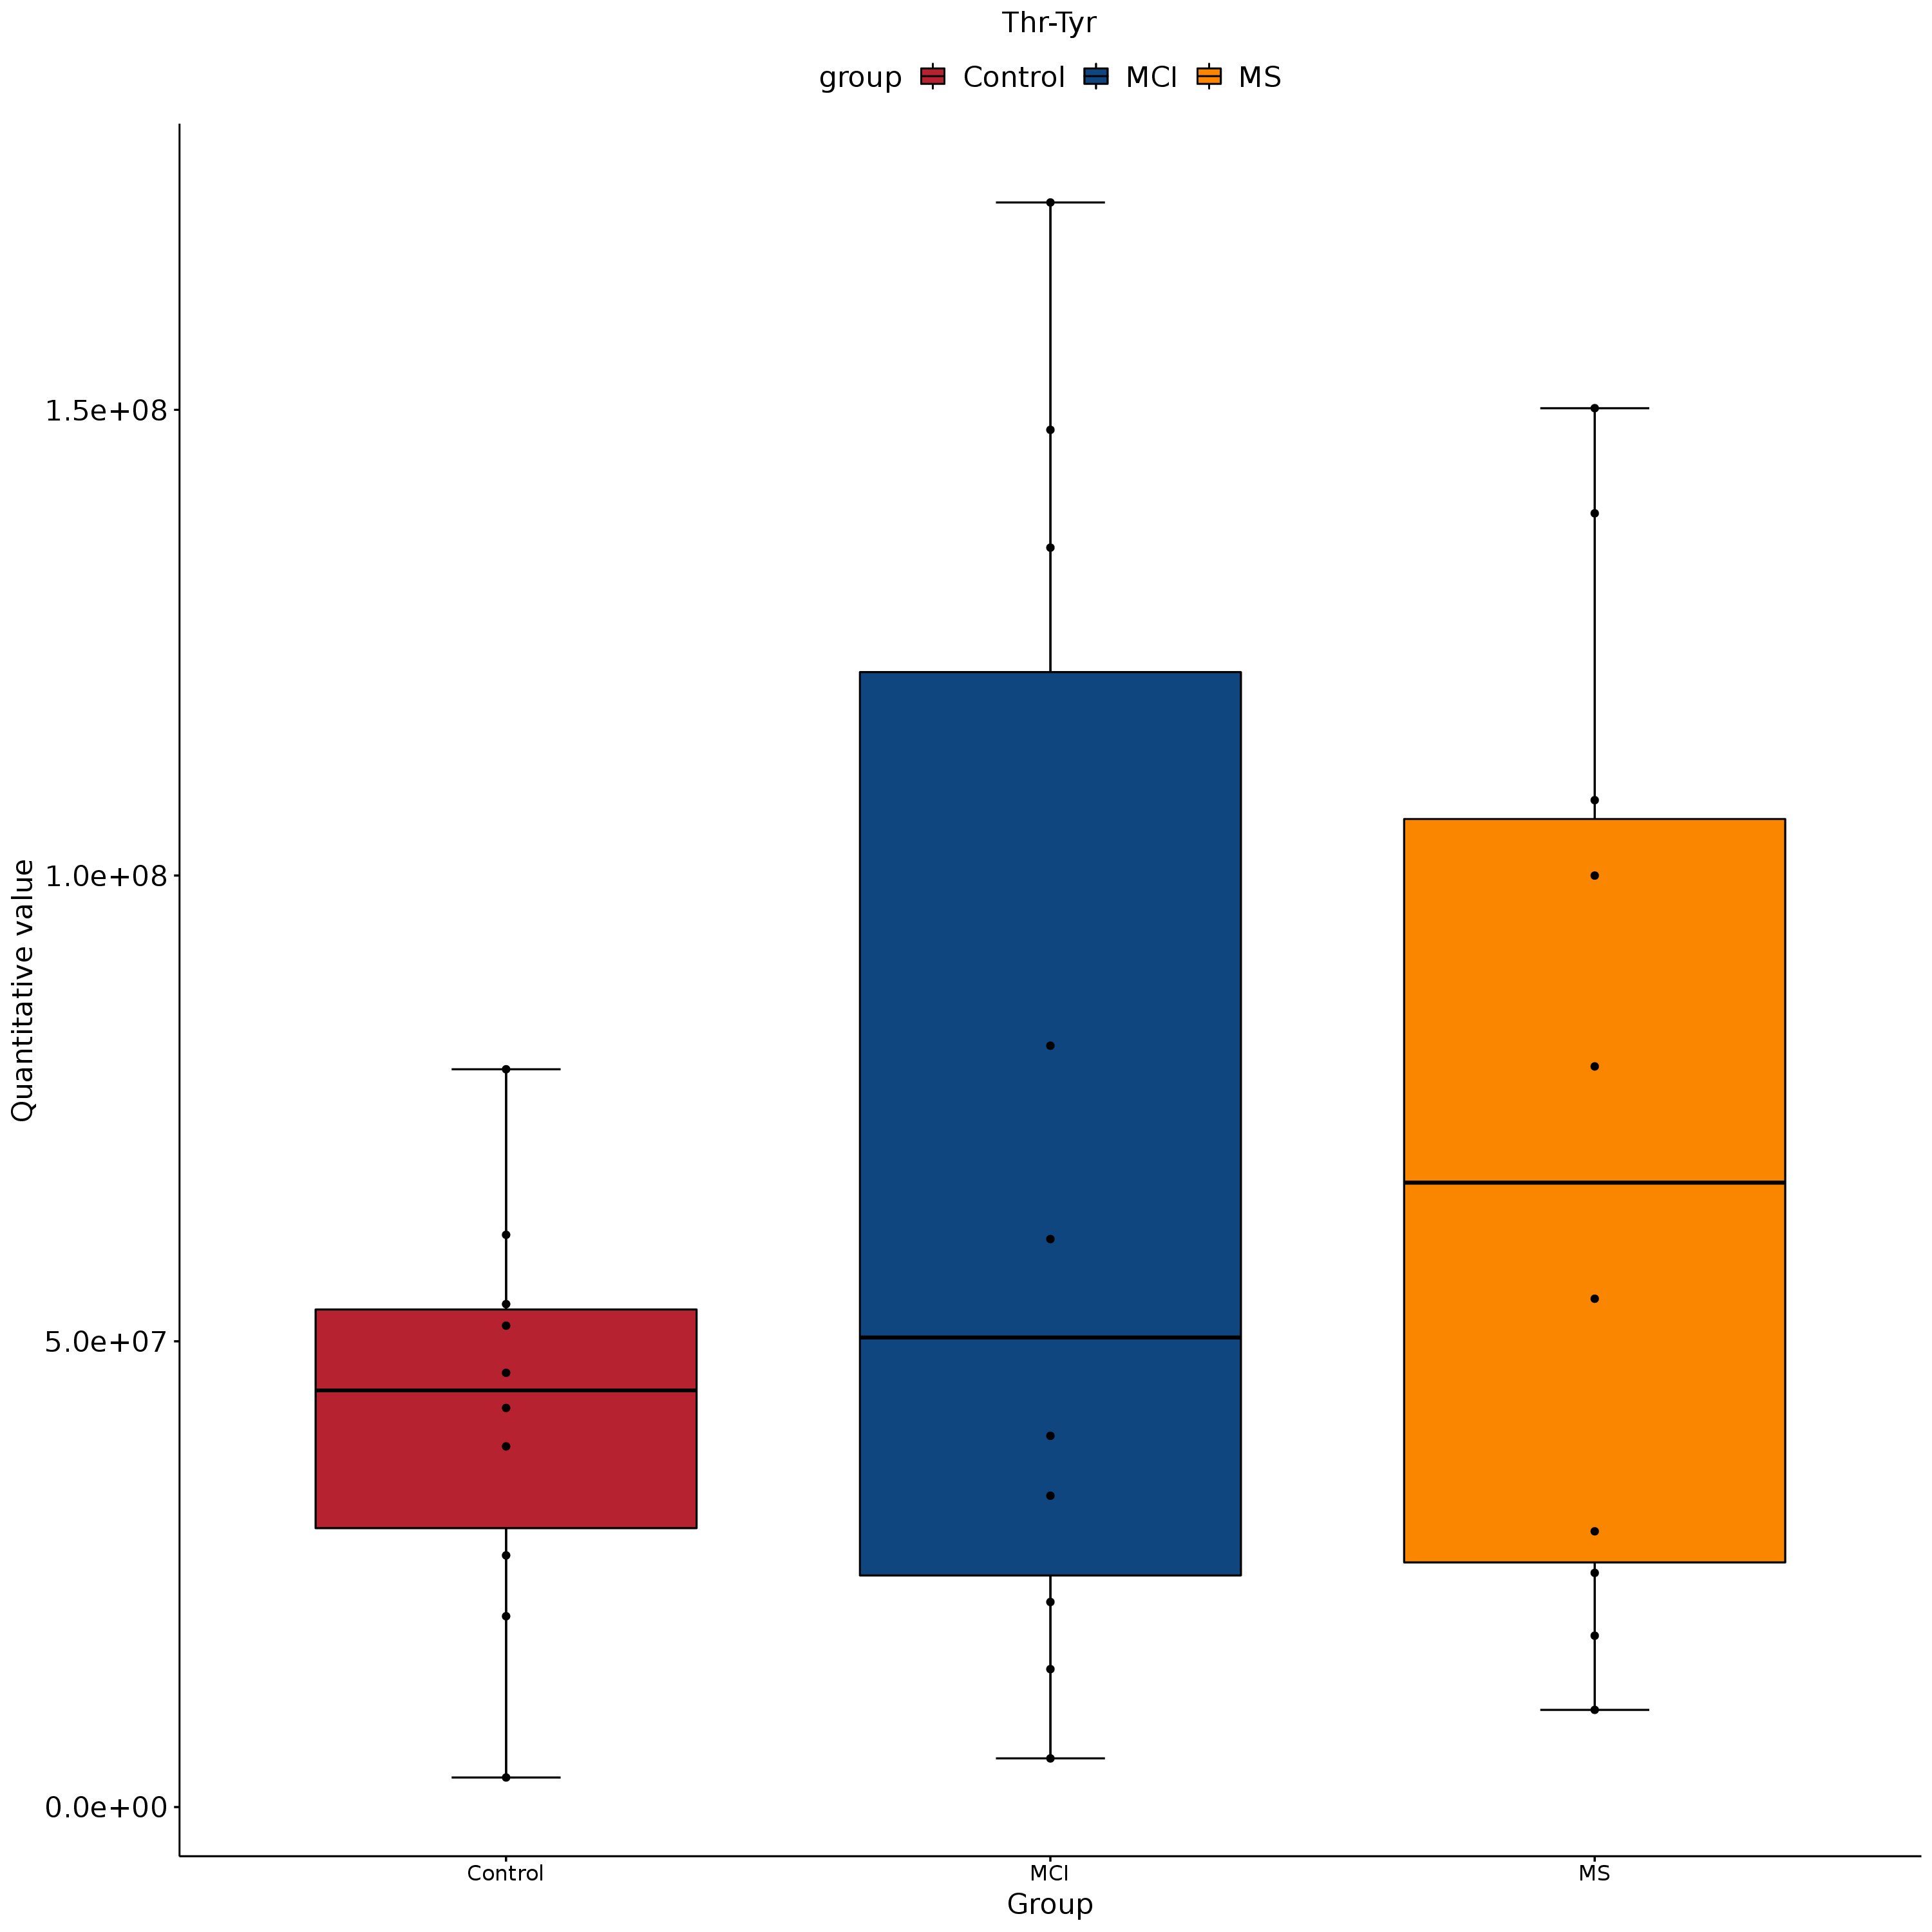 Thr-Tyr
group Control MCI MS
Quantitative value
1.5e+08
1.0e+08
5.0e+07
0.0e+00
Control MCI MS
Group